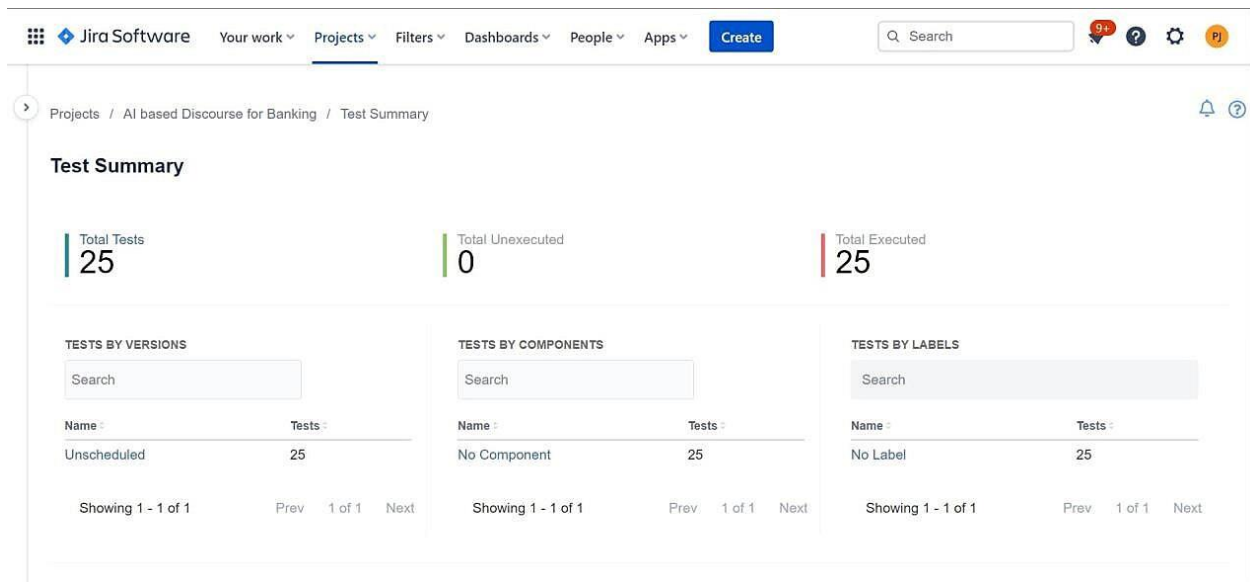 Jira Software Your work Projects Filters Dashboards People Apps Create Search 9+ ? PJ
Projects / AI based Discourse for Banking / Test Summary ?
Test Summary
Total Tests Total Unexecuted Total Executed
25 0 25
TESTS BY VERSIONS TESTS BY COMPONENTS TESTS BY LABELS
Search Search Search
Name Tests Name Tests Name Tests
Unscheduled 25 No Component 25 No Label 25
Showing 1 - 1 of 1 Prev 1 of 1 Next Showing 1 - 1 of 1 Prev 1 of 1 Next Showing 1 - 1 of 1 Prev 1 of 1 Next